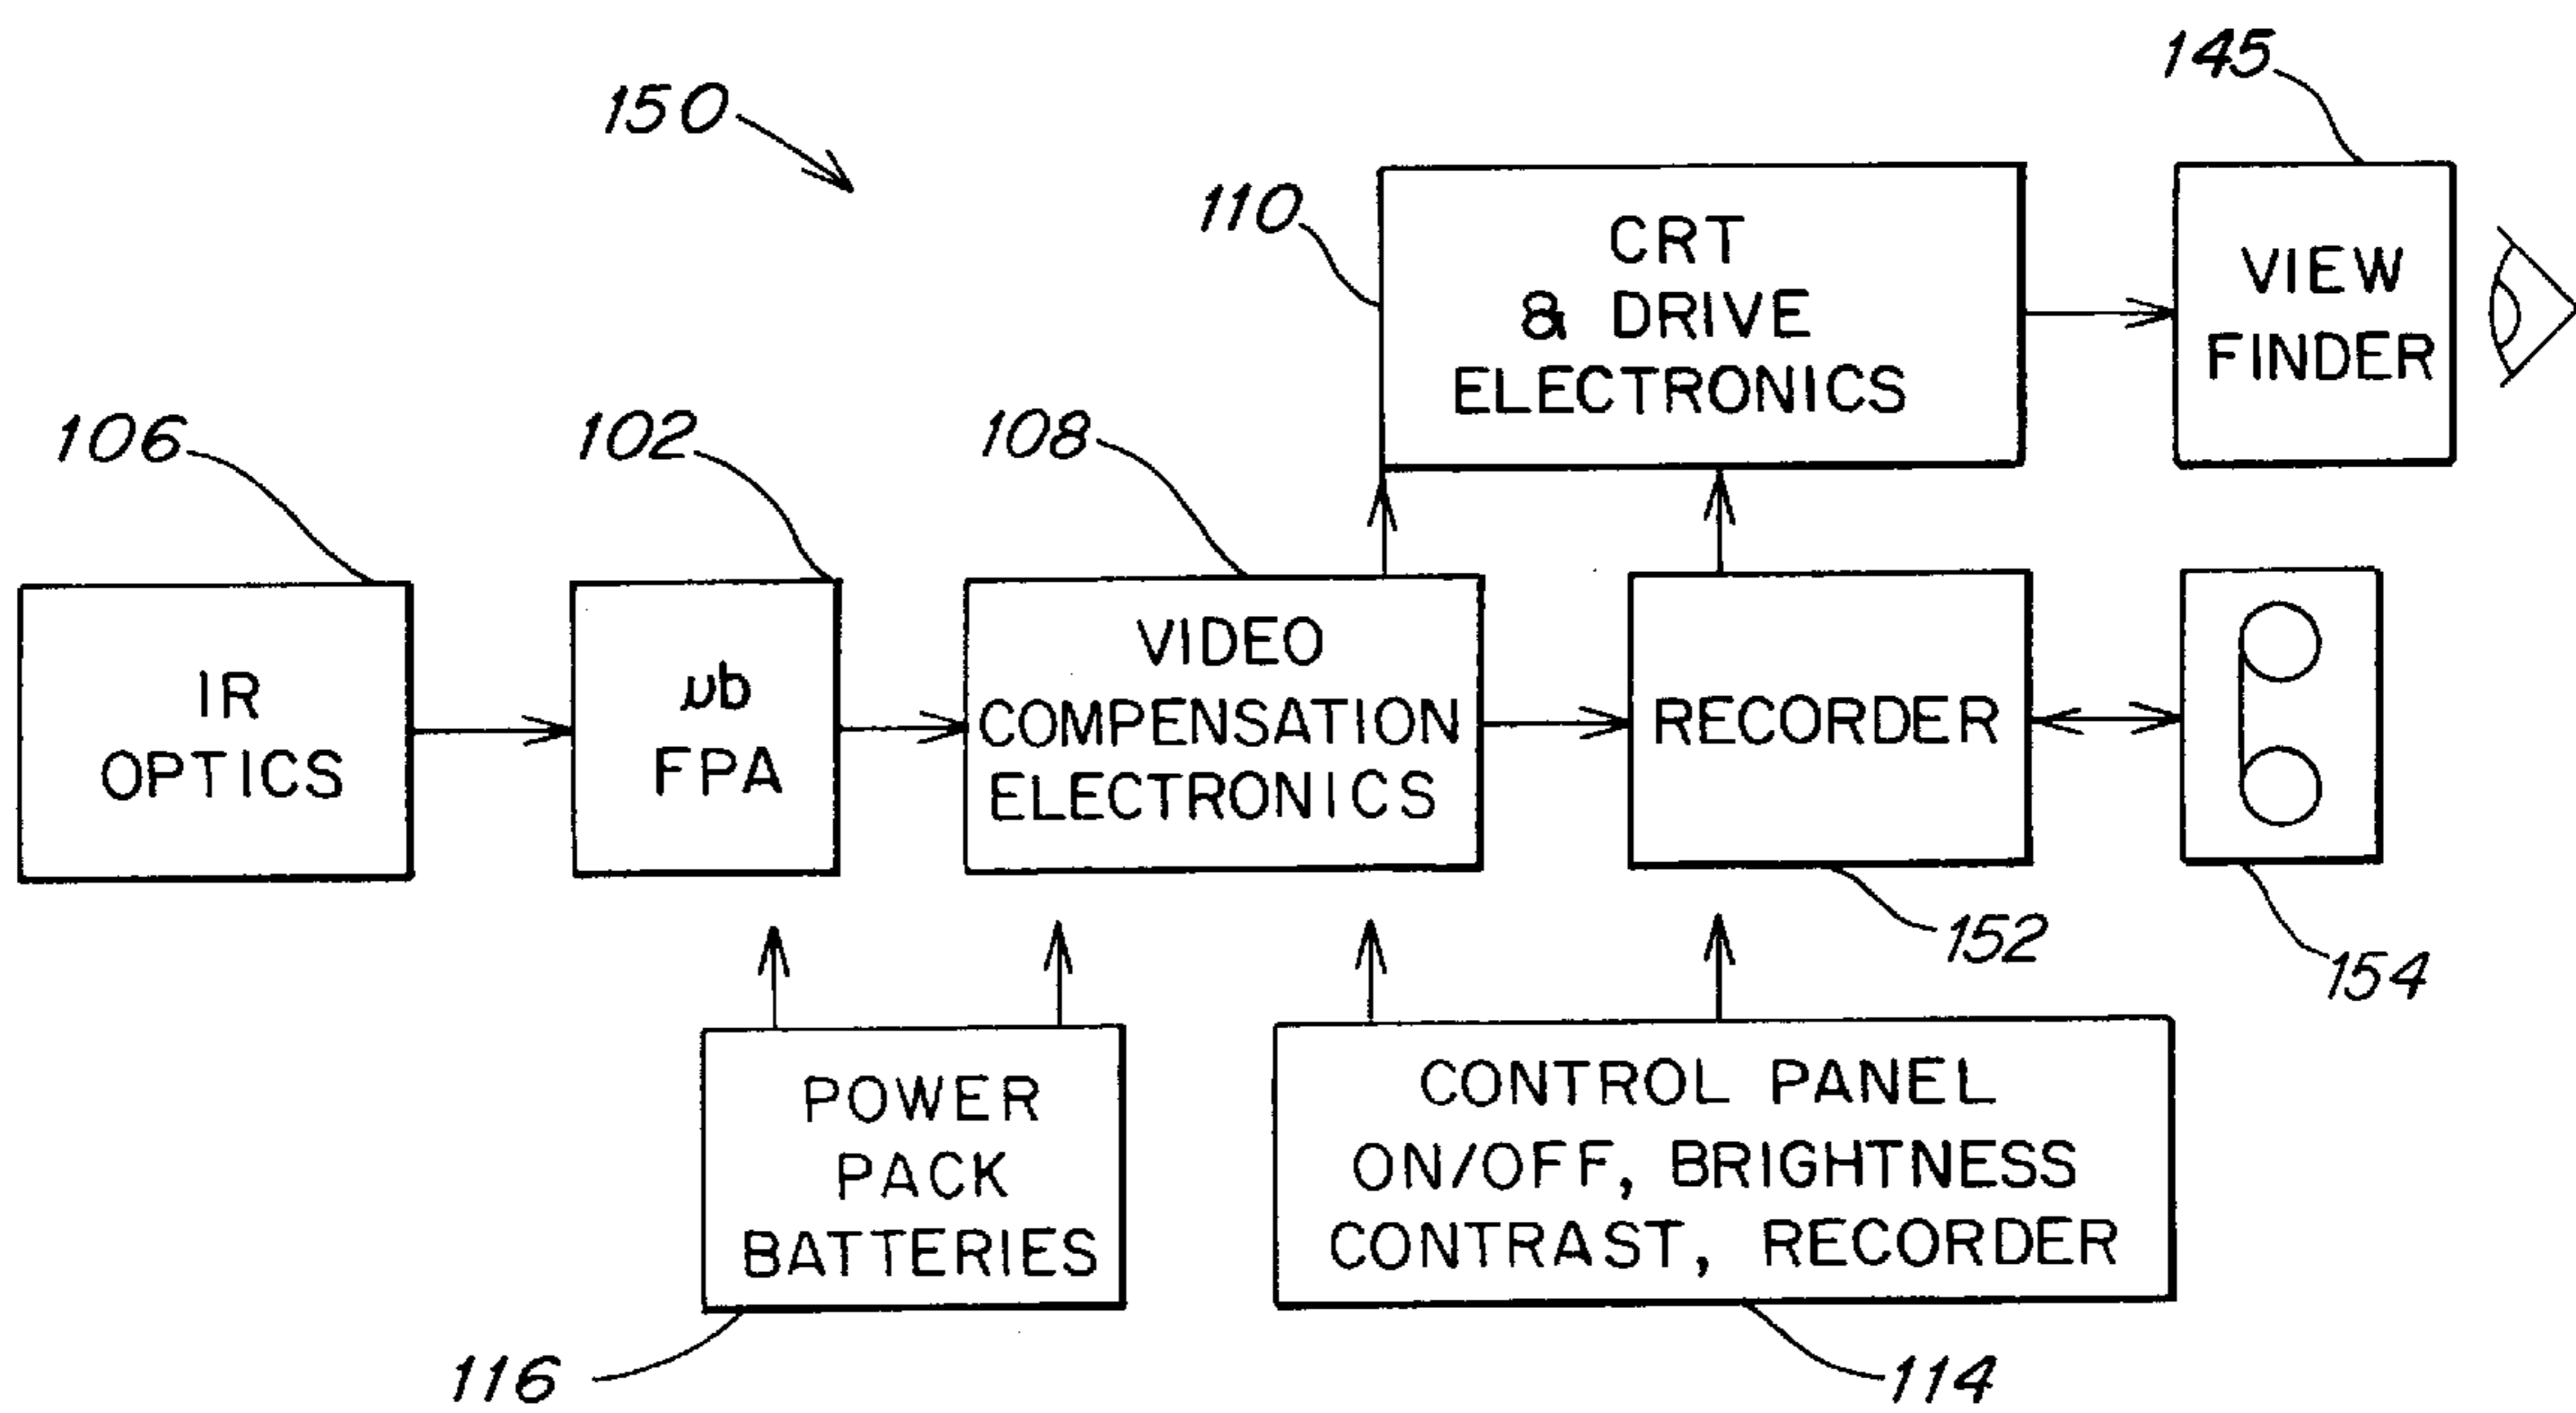 150
145
110
CRT
& DRIVE
ELECTRONICS
VIEW
FINDER
106
102
108
IR
OPTICS
μb
FPA
VIDEO
COMPENSATION
ELECTRONICS
RECORDER
152
154
POWER
PACK
BATTERIES
CONTROL PANEL
ON/OFF, BRIGHTNESS
CONTRAST, RECORDER
116
114